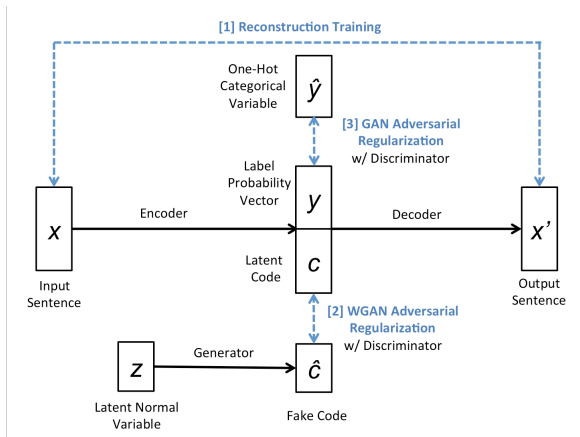 [1] Reconstruction Training
One-Hot
Categorical
Variable
ŷ
[3] GAN Adversarial
Regularization
w/ Discriminator
Label
Probability
Vector
y
x
Encoder
Decoder
x’
Latent
Code
c
Input
Sentence
Output
Sentence
[2] WGAN Adversarial
Regularization
w/ Discriminator
z
Generator
ĉ
Latent Normal
Variable
Fake Code